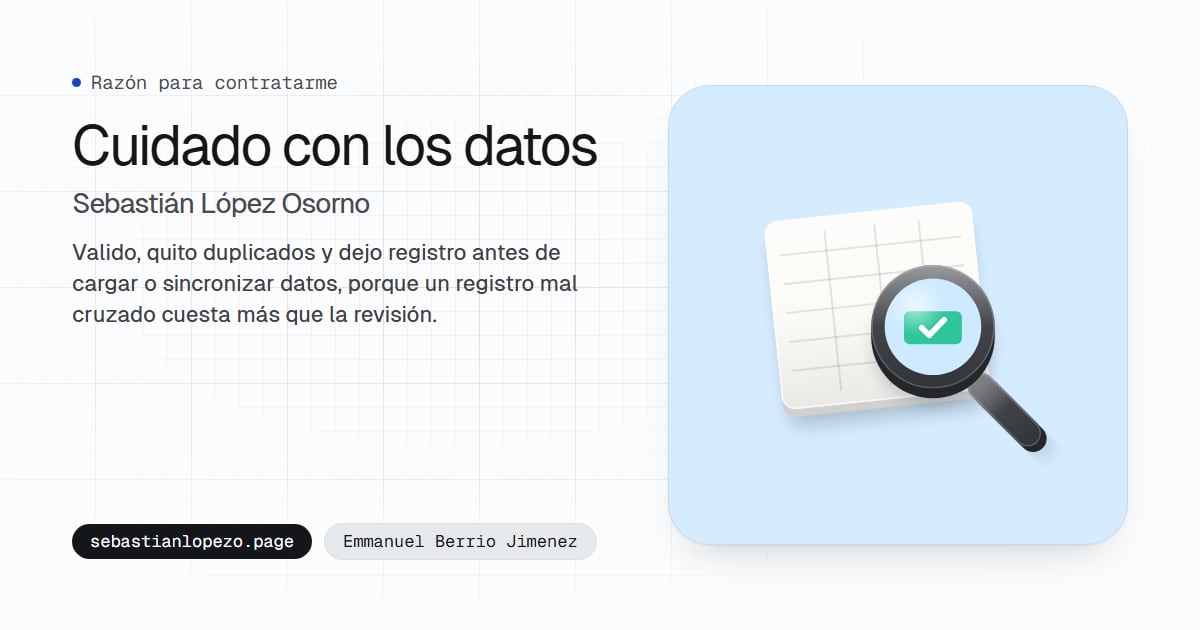 Razón para contratarme
Cuidado con los datos
Sebastián López Osorno
Valido, quito duplicados y dejo registro antes de
cargar o sincronizar datos, porque un registro mal
cruzado cuesta más que la revisión.
sebastianlopezo.page
Emmanuel Berrio Jimenez